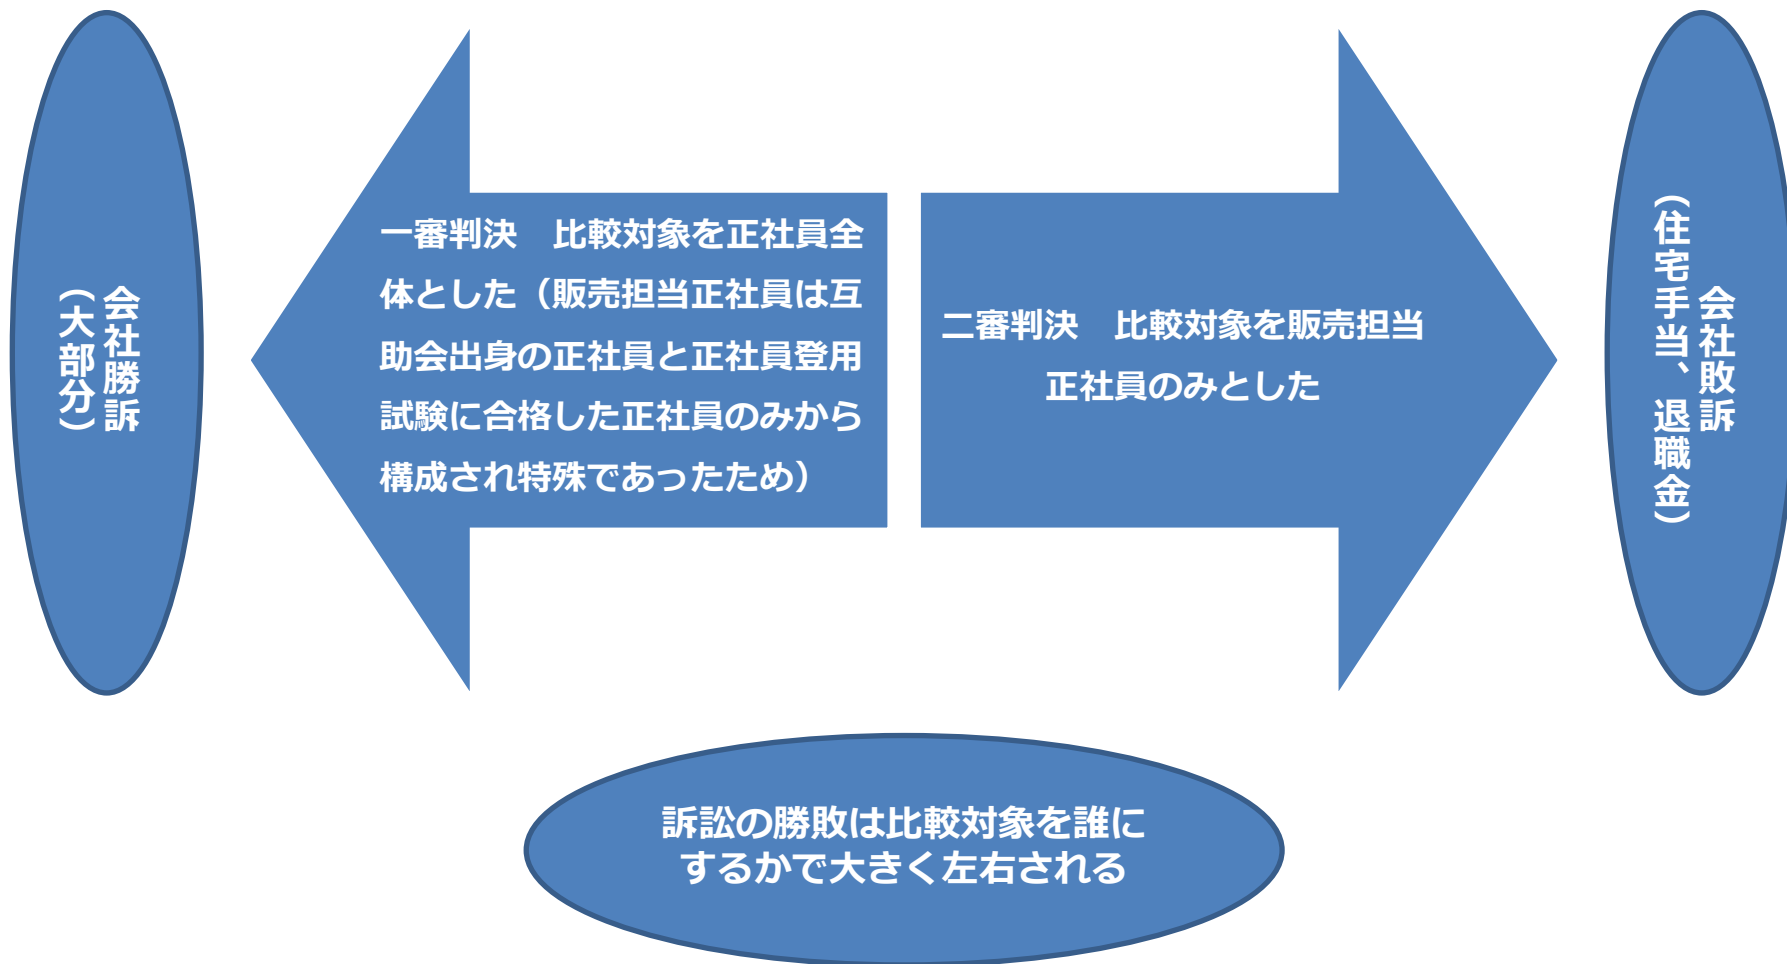 会社勝訴
（大部分）
一審判決　比較対象を正社員全
体とした（販売担当正社員は互
助会出身の正社員と正社員登用
試験に合格した正社員のみから
構成され特殊であったため）
二審判決　比較対象を販売担当
正社員のみとした
会社敗訴
（住宅手当、退職金）
訴訟の勝敗は比較対象を誰に
するかで大きく左右される